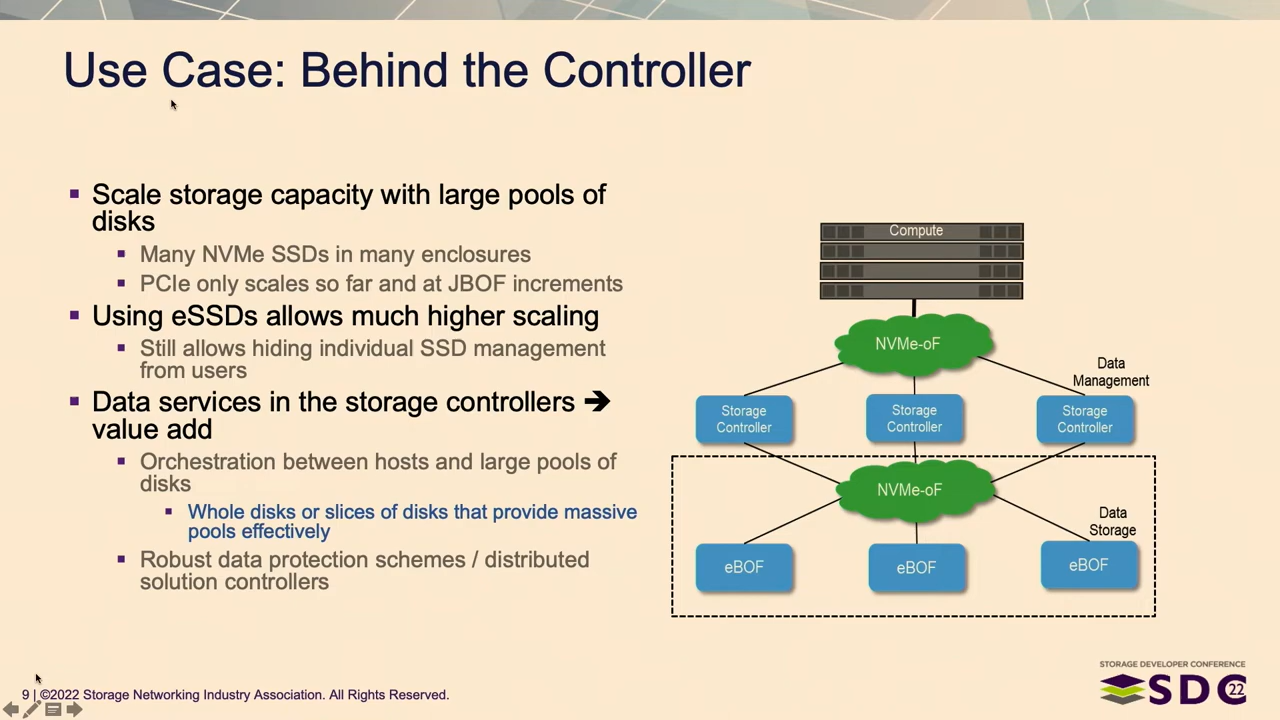 Use Case: Behind the Controller
Scale storage capacity with large pools of
disks
Many NVMe SSDs in many enclosures
PCIe only scales so far and at JBOF increments
Using eSSDs allows much higher scaling
Still allows hiding individual SSD management
from users
Data services in the storage controllers ➔
value add
Orchestration between hosts and large pools of
disks
Whole disks or slices of disks that provide massive
pools effectively
Robust data protection schemes / distributed
solution controllers
Compute
NVMe-oF
Data
Management
Storage
Controller
Storage
Controller
Storage
Controller
NVMe-oF
Data
Storage
eBOF
eBOF
eBOF
9 | ©2022 Storage Networking Industry Association. All Rights Reserved.
STORAGE DEVELOPER CONFERENCE
SDC 22